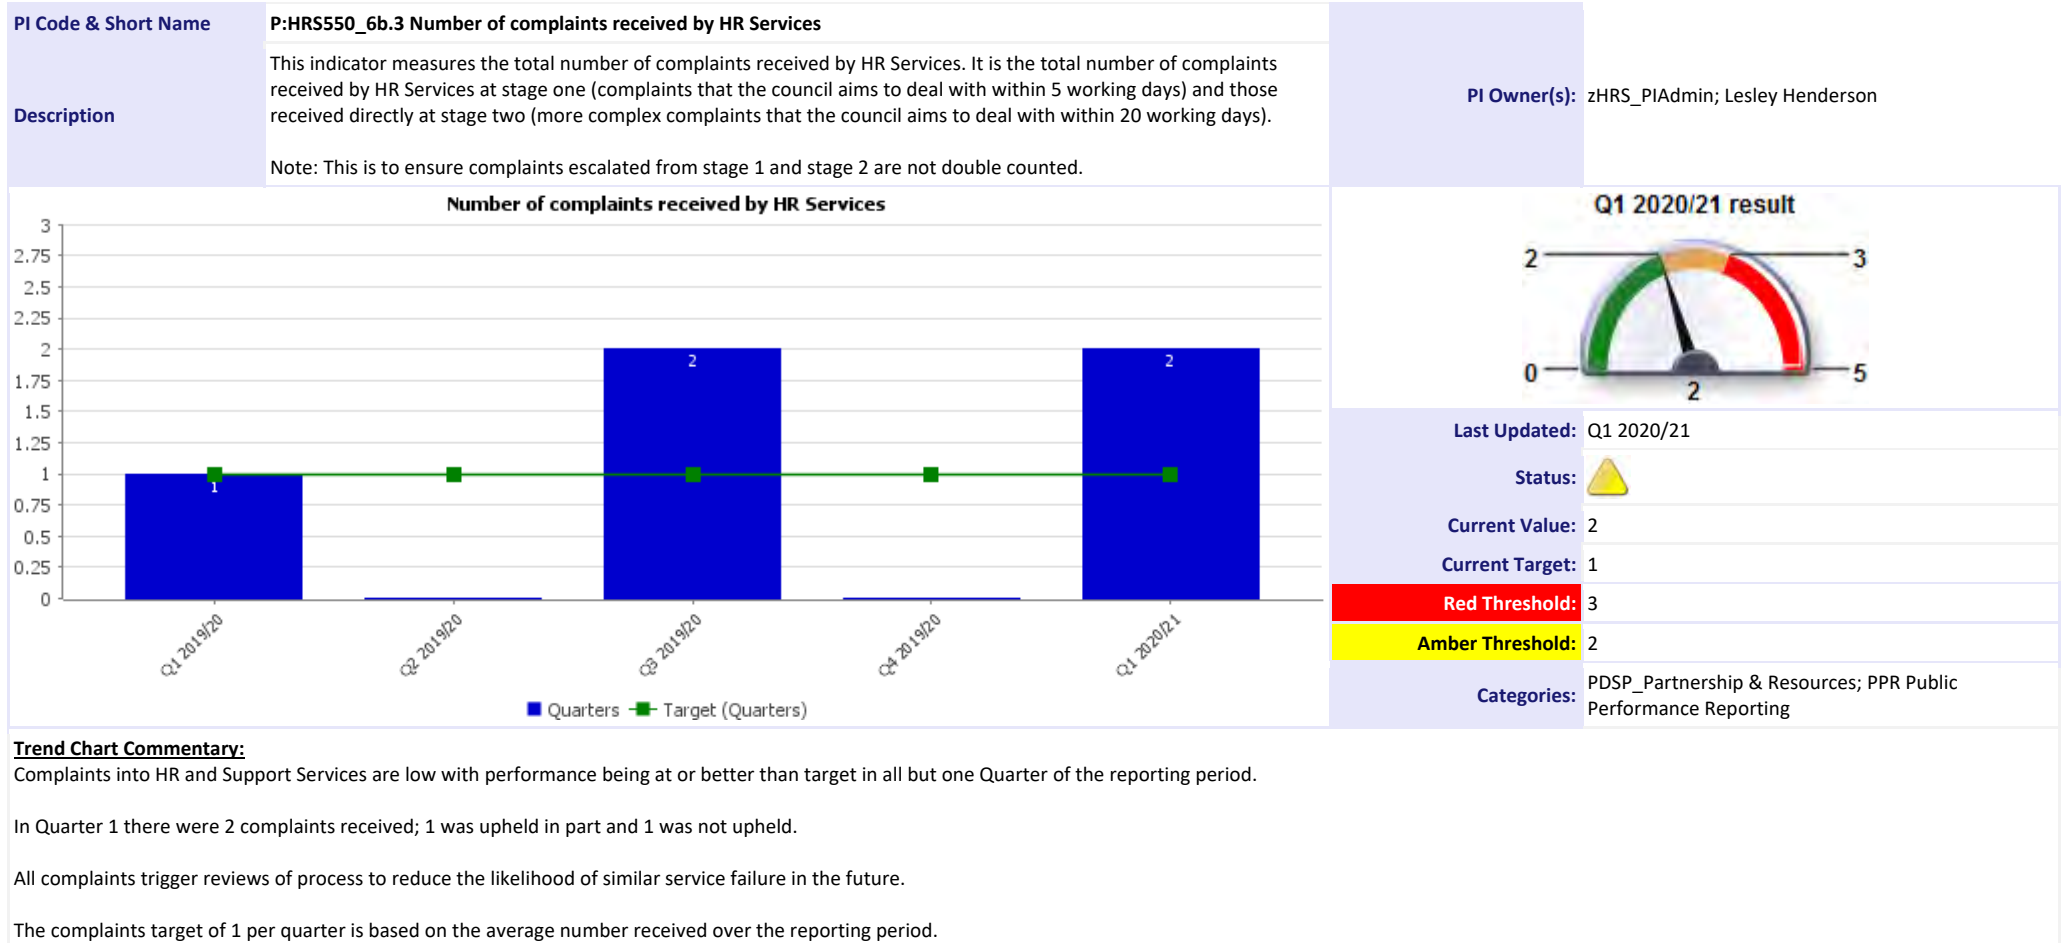 PI Code & Short Name
P:HRS550_6b.3 Number of complaints received by HR Services
Description
This indicator measures the total number of complaints received by HR Services. It is the total number of complaints
received by HR Services at stage one (complaints that the council aims to deal with within 5 working days) and those
received directly at stage two (more complex complaints that the council aims to deal with within 20 working days).
Note: This is to ensure complaints escalated from stage 1 and stage 2 are not double counted.
PI Owner(s): zHRS_PIAdmin; Lesley Henderson
Number of complaints received by HR Services
3
2.75
2.5
2.25
2
1.75
1.5
1.25
1
0.75
0.5
0.25
0
1
2
2
Q1 2019/20
Q2 2019/20
Q3 2019/20
Q4 2019/20
Q1 2020/21
Quarters
Target (Quarters)
Q1 2020/21 result
2
3
0
5
2
Last Updated: Q1 2020/21
Status:
Current Value: 2
Current Target: 1
Red Threshold: 3
Amber Threshold: 2
Categories: PDSP_Partnership & Resources; PPR Public
Performance Reporting
Trend Chart Commentary:
Complaints into HR and Support Services are low with performance being at or better than target in all but one Quarter of the reporting period.
In Quarter 1 there were 2 complaints received; 1 was upheld in part and 1 was not upheld.
All complaints trigger reviews of process to reduce the likelihood of similar service failure in the future.
The complaints target of 1 per quarter is based on the average number received over the reporting period.